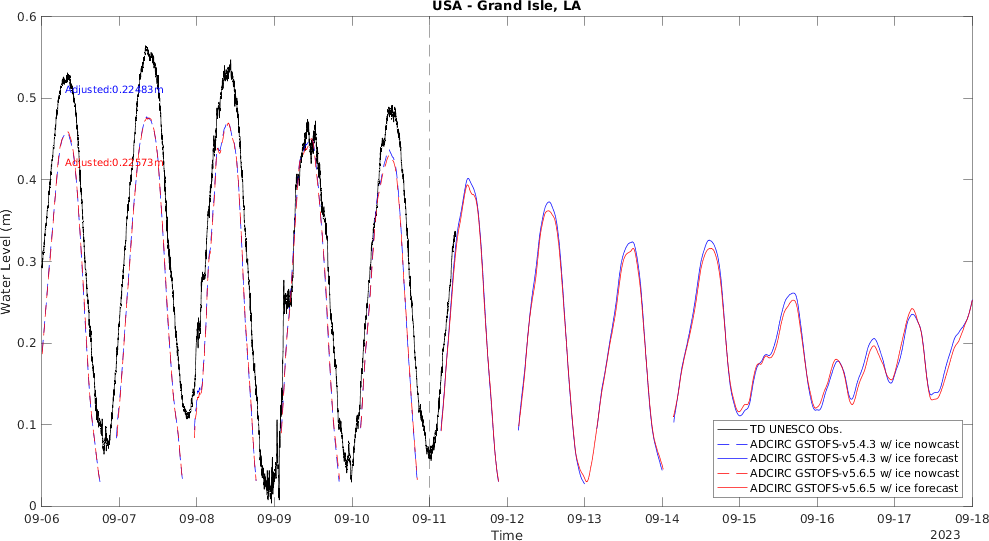 USA - Grand Isle, LA
0.6
0.5
0.4
0.3
0.2
0.1
0
Water Level (m)
Adjusted:0.22483m
Adjusted:0.22573m
TD UNESCO Obs.
ADCIRC GSTOFS-v5.4.3 w/ ice nowcast
ADCIRC GSTOFS-v5.4.3 w/ ice forecast
ADCIRC GSTOFS-v5.6.5 w/ ice nowcast
ADCIRC GSTOFS-v5.6.5 w/ ice forecast
09-06 09-07 09-08 09-09 09-10 09-11 09-12 09-13 09-14 09-15 09-16 09-17 09-18
Time
2023